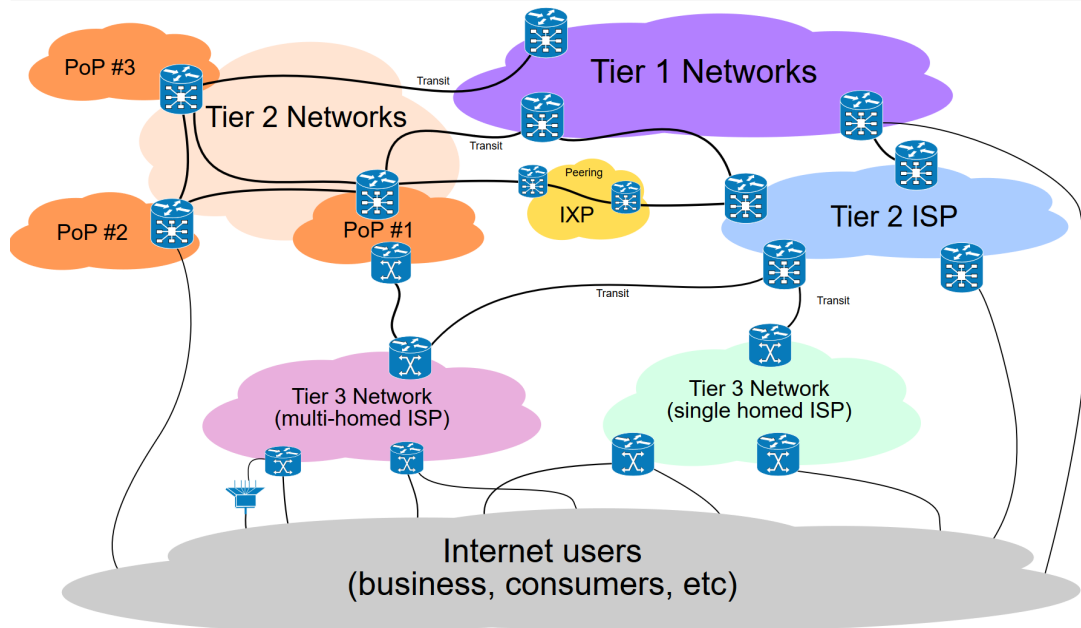 PoP #3
Transit
Tier 1 Networks
Tier 2 Networks
Transit
Peering
IXP
PoP #2
PoP #1
Tier 2 ISP
Transit
Transit
Tier 3 Network
(multi-homed ISP)
Tier 3 Network
(single homed ISP)
Internet users
(business, consumers, etc)